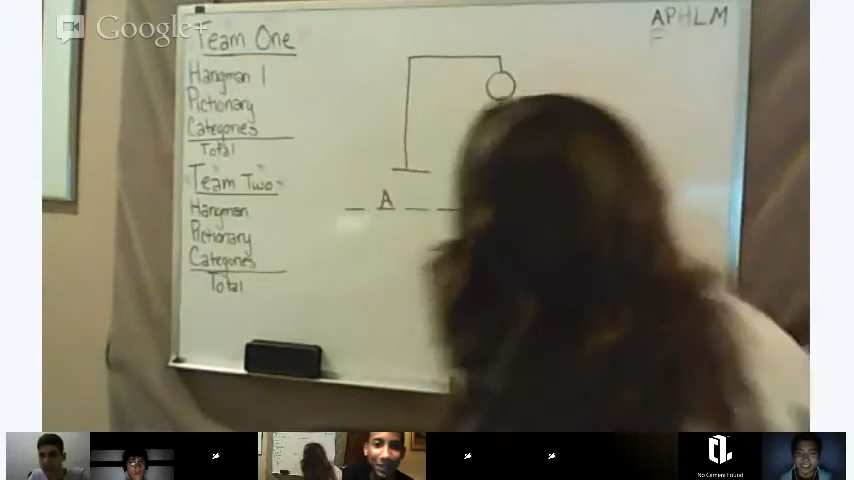 Google+
Team One
Hangman 1
Pictionary
Categories
Total
Team Two
Hangman
Pictionary
Categories
Total
APHLM
A
No Camera Found